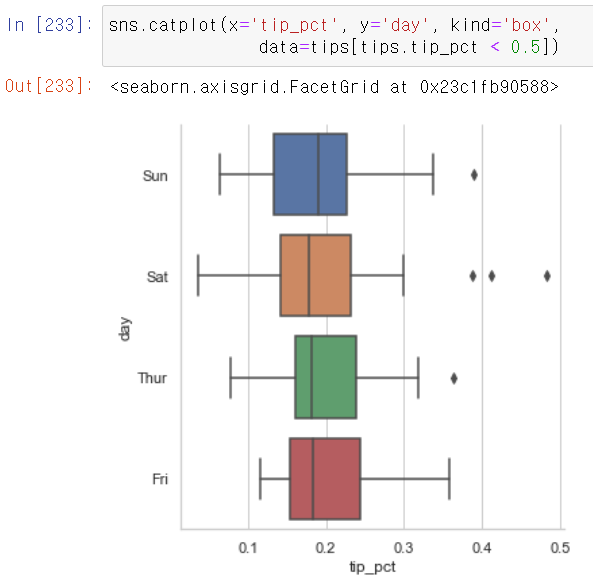 In [233]: sns.catplot(x='tip_pct', y='day', kind='box',
data=tips[tips.tip_pct < 0.5])
Out[233]: <seaborn.axisgrid.FacetGrid at 0x23c1fb90588>
Sun
Sat
Thur
Fri
day
0.1 0.2 0.3 0.4 0.5
tip_pct